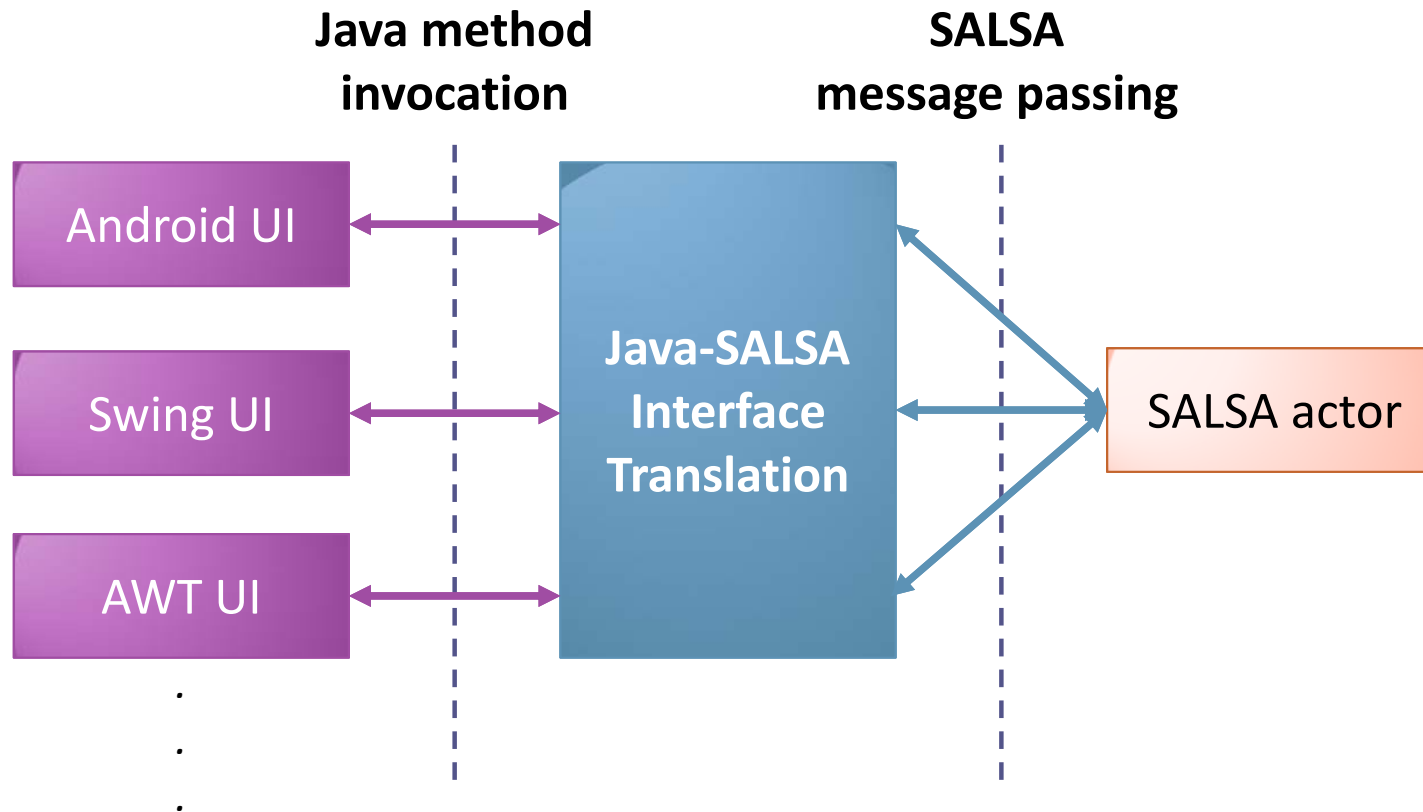 Java method
invocation
SALSA
message passing
Android UI
Swing UI
AWT UI
.
.
.
Java-SALSA
Interface
Translation
SALSA actor